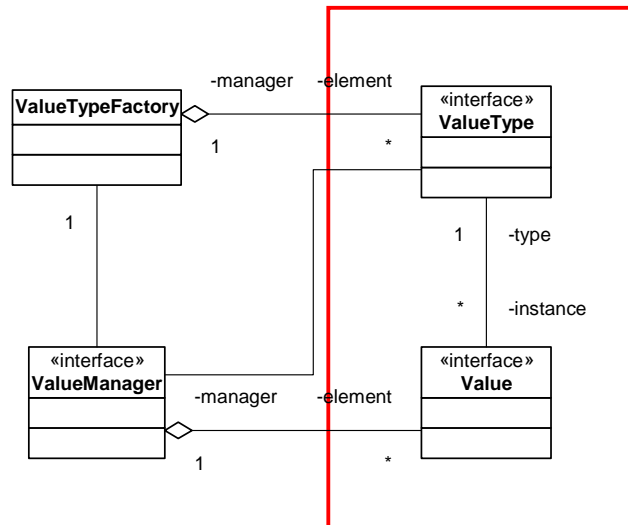 -manager -element
ValueTypeFactory
«interface»
ValueType
1 *
1
1 -type
* -instance
«interface»
ValueManager
«interface»
Value
-manager -element
1 *